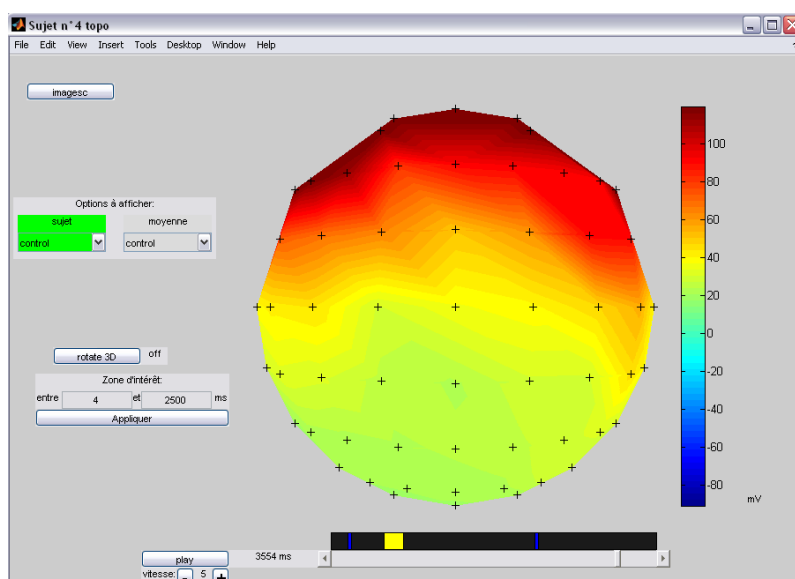 Sujet n°4 topo
File Edit View Insert Tools Desktop Window Help
imagesc
Options à afficher:
sujet moyenne
control control
rotate 3D off
Zone d'intérêt:
entre 4 et 2500 ms
Appliquer
100
80
60
40
20
-0
-20
-40
-60
-80
mV
play 3554 ms
vitesse: - 5 +